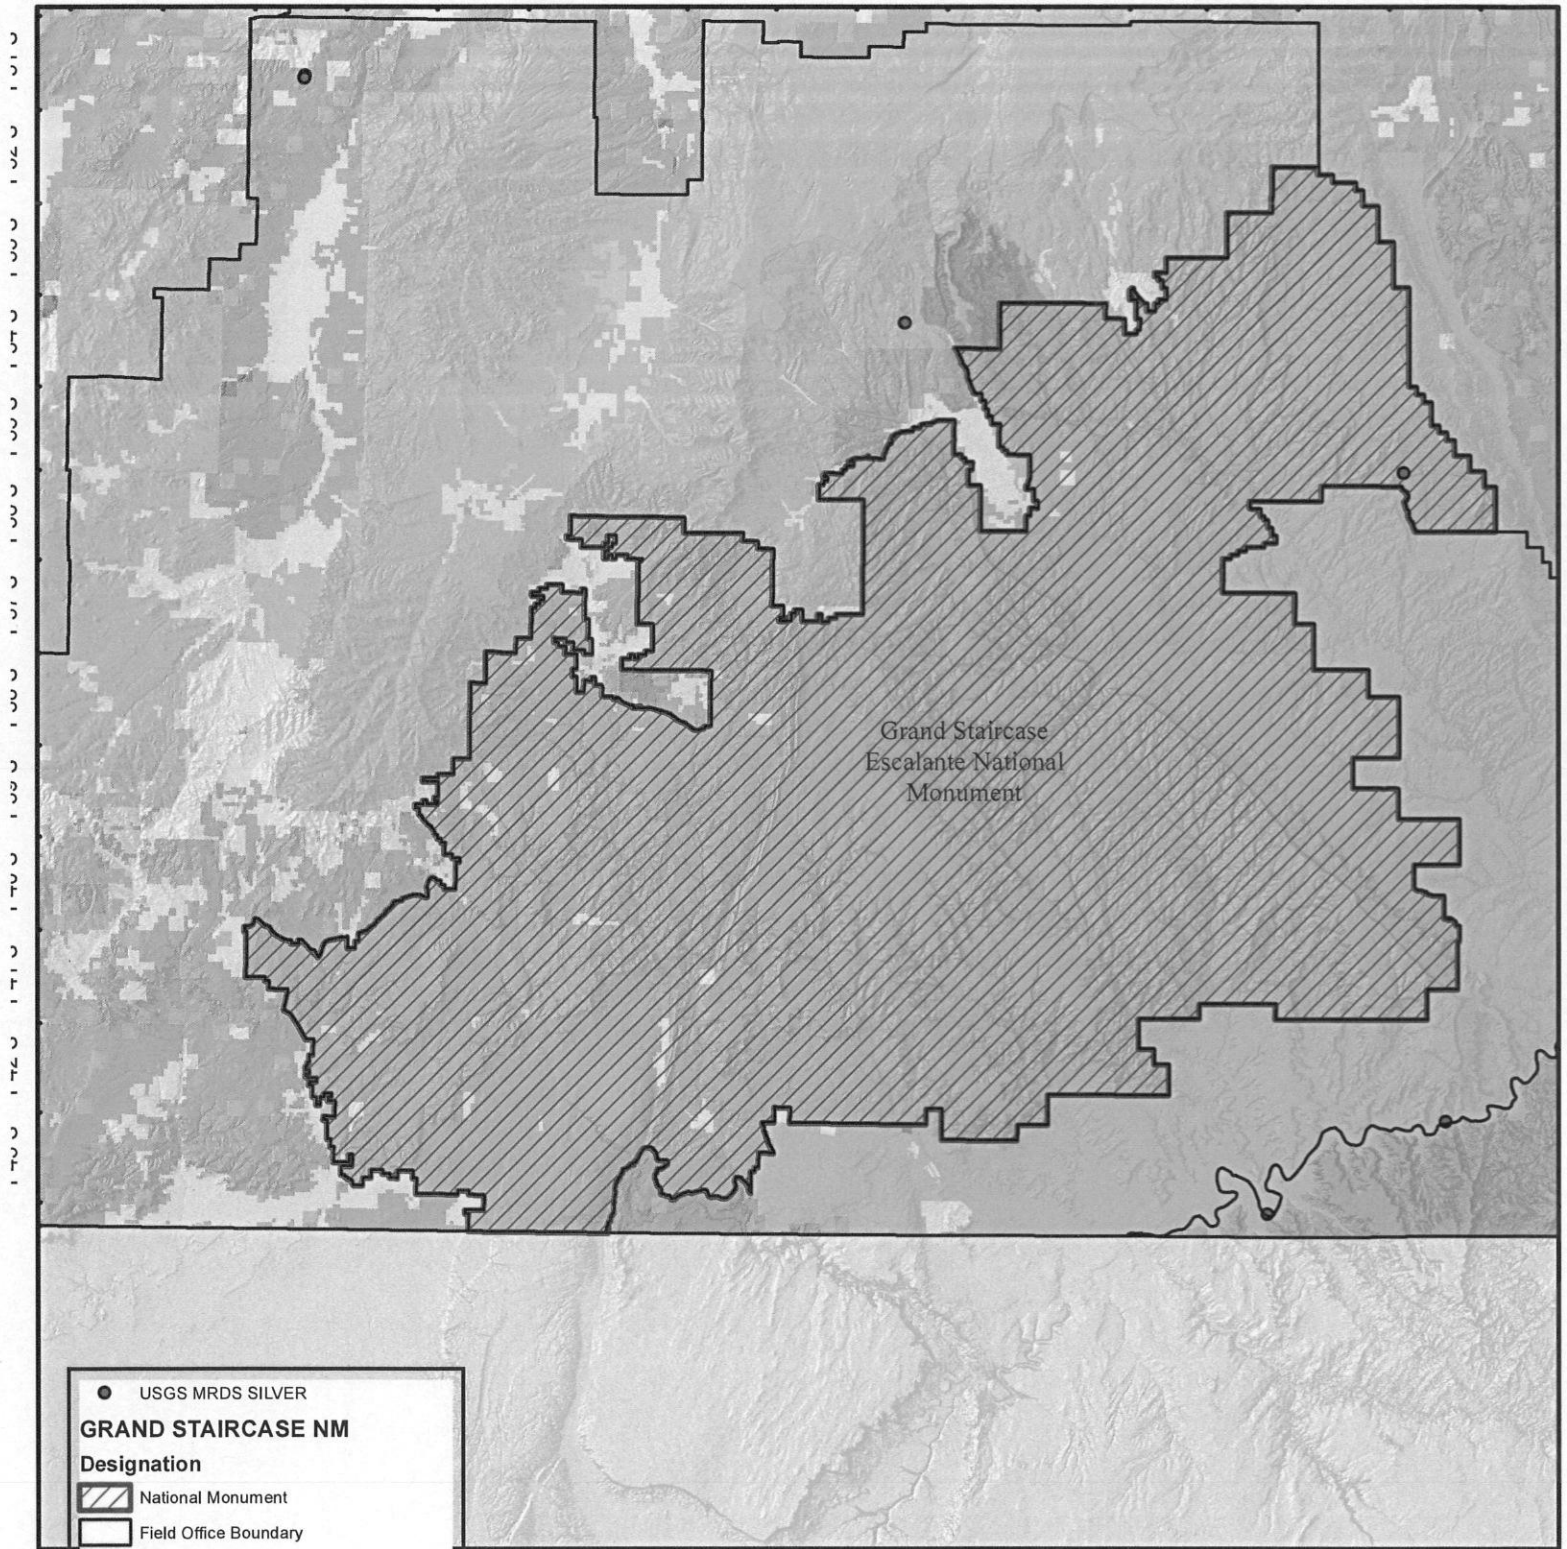 Grand Staircase
Escalante National
Monument
USGS MRDS SILVER
GRAND STAIRCASE NM
Designation
National Monument
Field Office Boundary